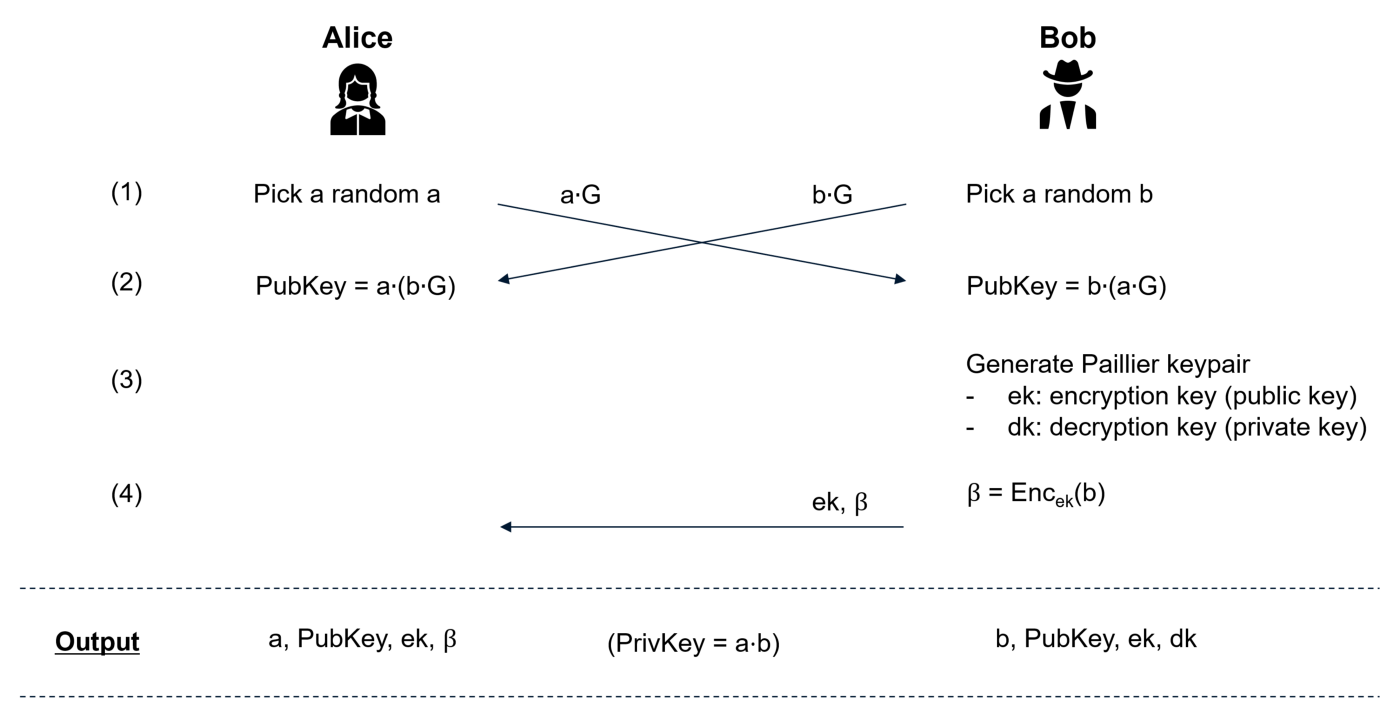 Alice
Bob
(1)
Pick a random a
a·G
b·G
Pick a random b
(2)
PubKey = a·(b·G)
PubKey = b·(a·G)
(3)
Generate Paillier keypair
- ek: encryption key (public key)
- dk: decryption key (private key)
(4)
ek, β
β = Encek(b)
Output
a, PubKey, ek, β
(PrivKey = a·b)
b, PubKey, ek, dk